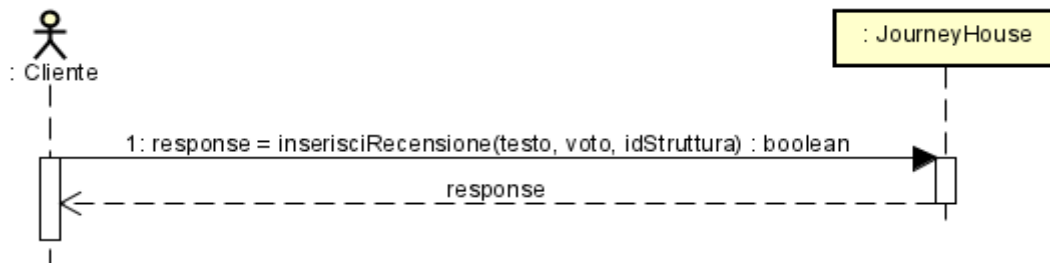 : JourneyHouse
: Cliente
1: response = inserisciRecensione(testo, voto, idStruttura) : boolean
response